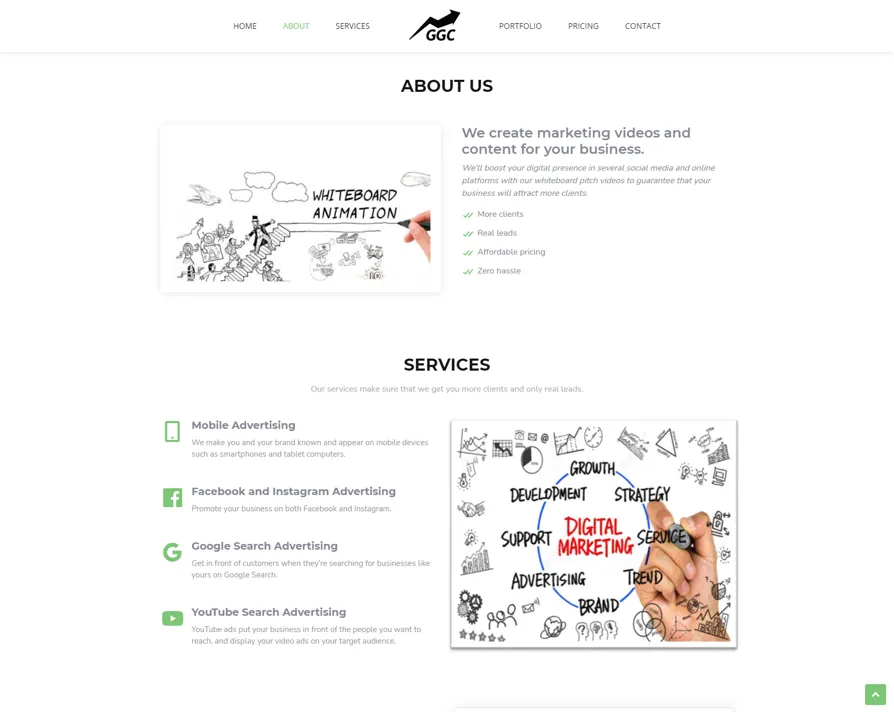 HOME ABOUT SERVICES GGC PORTFOLIO PRICING CONTACT
ABOUT US
WHITEBOARD
ANIMATION
We create marketing videos and
content for your business.
We'll boost your digital presence in several social media and online
platforms with our whiteboard pitch videos to guarantee that your
business will attract more clients.
More clients
Real leads
Affordable pricing
Zero hassle
SERVICES
Our services make sure that we get you more clients and only real leads.
Mobile Advertising
We make you and your brand known and appear on mobile devices
such as smartphones and tablet computers.
Facebook and Instagram Advertising
Promote your business on both Facebook and Instagram.
Google Search Advertising
Get in front of customers when they're searching for businesses like
yours on Google Search.
YouTube Search Advertising
YouTube ads put your business in front of the people you want to
reach, and display your video ads on your target audience.
GROWTH
DEVELOPMENT STRATEGY
SUPPORT DIGITAL MARKETING SERVICE
ADVERTISING TREND
BRAND